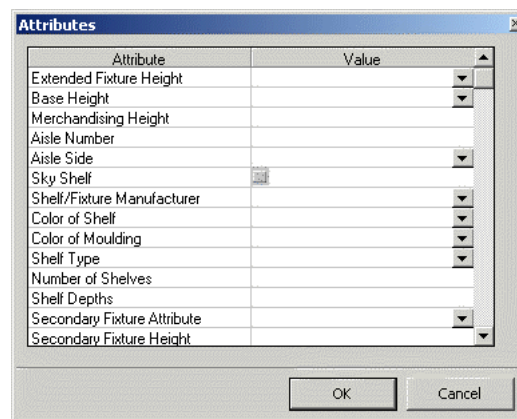 Attributes
Attribute Value
Extended Fixture Height
Base Height
Merchandising Height
Aisle Number
Aisle Side
Sky Shelf
Shelf/Fixture Manufacturer
Color of Shelf
Color of Moulding
Shelf Type
Number of Shelves
Shelf Depths
Secondary Fixture Attribute
Secondary Fixture Height
OK Cancel